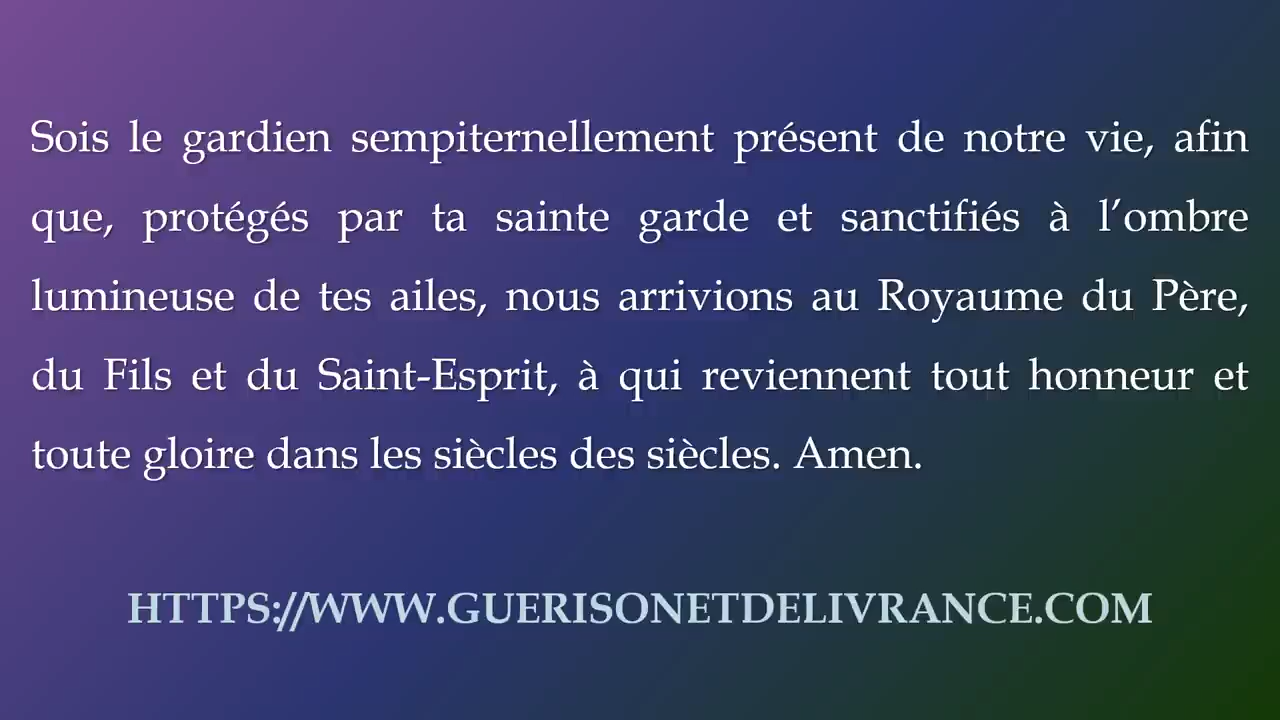 Sois le gardien sempiternellement présent de notre vie, afin
que, protégés par ta sainte garde et sanctifiés à l’ombre
lumineuse de tes ailes, nous arrivions au Royaume du Père,
du Fils et du Saint-Esprit, à qui reviennent tout honneur et
toute gloire dans les siècles des siècles. Amen.
HTTPS://WWW.GUERISONETDELIVRANCE.COM